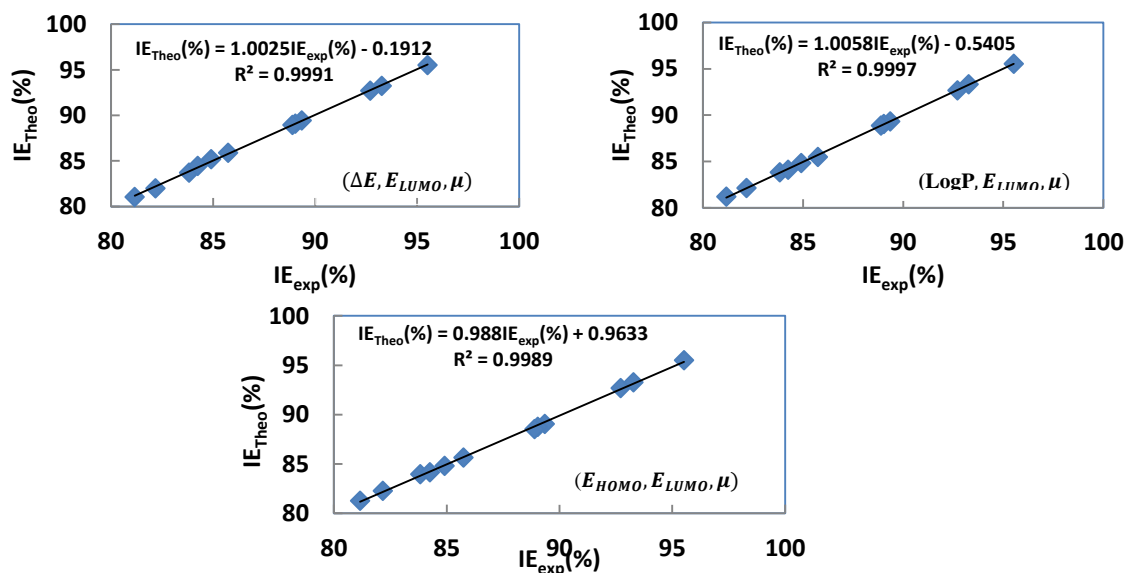 IE_Theo(%) = 1.0025IE_exp(%) - 0.1912
R² = 0.9991
(ΔE, E_LUMO, μ)
IE_Theo(%)
100
95
90
85
80
80 85 90 95 100
IE_exp(%)
IE_Theo(%) = 1.0058IE_exp(%) - 0.5405
R² = 0.9997
(LogP, E_LUMO, μ)
IE_Theo(%)
100
95
90
85
80
80 85 90 95 100
IE_exp(%)
IE_Theo(%) = 0.988IE_exp(%) + 0.9633
R² = 0.9989
(E_HOMO, E_LUMO, μ)
IE_Theo(%)
100
95
90
85
80
80 85 90 95 100
IE_exp(%)